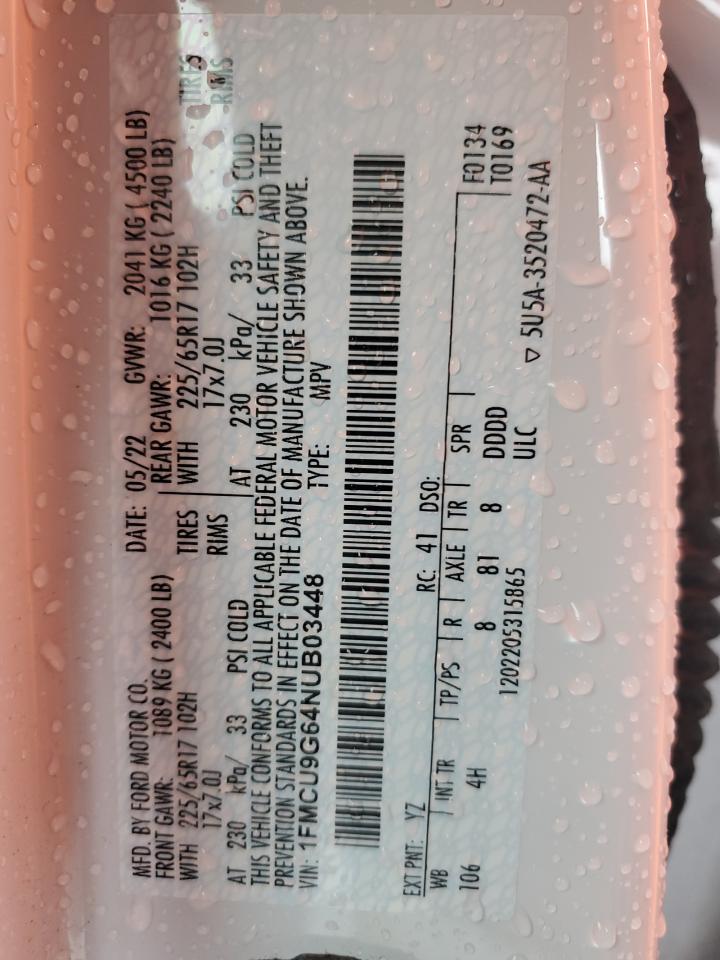 MFD. BY FORD MOTOR CO.
DATE: 05/22 GVWR: 2041 KG ( 4500 LB)
FRONT GAWR: 1089 KG ( 2400 LB) REAR GAWR: 1016 KG ( 2240 LB)
WITH 225/65R17 102H TIRES WITH 225/65R17 102H TIRES
17x7.0J RIMS 17x7.0J RIMS
AT 230 kPa/ 33 PSI COLD AT 230 kPa/ 33 PSI COLD
THIS VEHICLE CONFORMS TO ALL APPLICABLE FEDERAL MOTOR VEHICLE SAFETY AND THEFT
PREVENTION STANDARDS IN EFFECT ON THE DATE OF MANUFACTURE SHOWN ABOVE.
VIN: 1FMCU9G64NUB03448 TYPE: MPV
EXT PNT: YZ RC: 41 DSO:
WB INT TR TP/PS R AXLE TR SPR F0134
106 4H 8 81 8 DDDD T0169
1202205315865 ULC
▽ 5U5A-3520472-AA